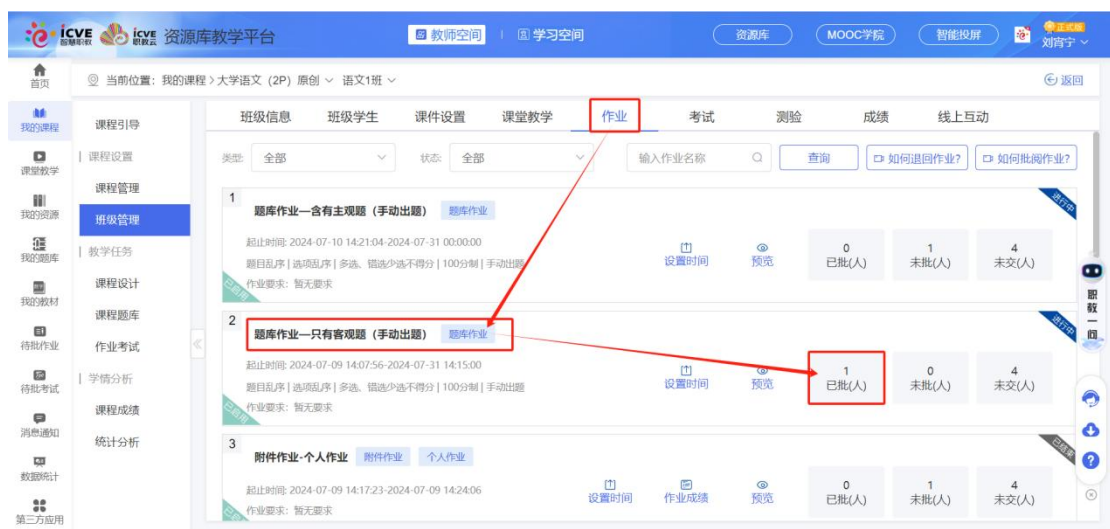 icve 智慧职教 icve 职教云 资源库教学平台 教师空间 学习空间 资源库 MOOC学院 智能投屏 正式版 刘宵宁
首页 当前位置：我的课程 > 大学语文（2P）原创 语文1班 返回
我的课程
课堂教学
我的资源
我的题库
我的教材
待批作业
待批考试
消息通知
数据统计
第三方应用
课程引导
课程设置
课程管理
班级管理
教学任务
课程设计
课程题库
作业考试
学情分析
课程成绩
统计分析
班级信息 班级学生 课件设置 课堂教学 作业 考试 测验 成绩 线上互动
类型: 全部 状态: 全部 输入作业名称 查询 如何退回作业? 如何批阅作业?
1 进行中
题库作业—含有主观题（手动出题） 题库作业
起止时间: 2024-07-10 14:21:04-2024-07-31 00:00:00
题目乱序 | 选项乱序 | 多选、错选少选不得分 | 100分制 | 手动出题
作业要求：暂无要求
已启用
设置时间 预览 0 已批(人) 1 未批(人) 4 未交(人)
2 进行中
题库作业—只有客观题（手动出题） 题库作业
起止时间: 2024-07-09 14:07:56-2024-07-31 14:15:00
题目乱序 | 选项乱序 | 多选、错选少选不得分 | 100分制 | 手动出题
作业要求：暂无要求
已启用
设置时间 预览 1 已批(人) 0 未批(人) 4 未交(人)
3 已结束
附件作业-个人作业 附件作业 个人作业
起止时间: 2024-07-09 14:17:23-2024-07-09 14:24:06
作业要求：暂无要求
已启用
设置时间 作业成绩 预览 0 已批(人) 1 未批(人) 4 未交(人)
职教一问